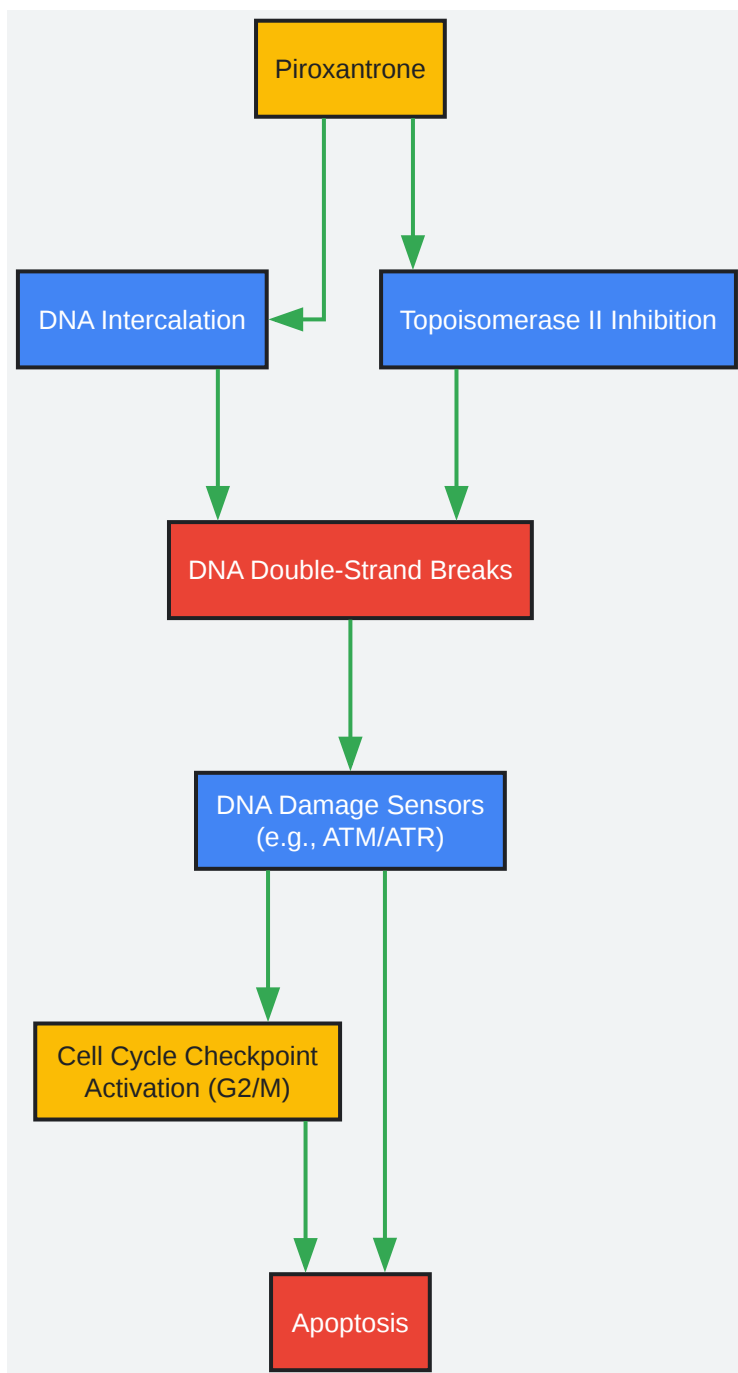 Piroxantrone
DNA Intercalation
Topoisomerase II Inhibition
DNA Double-Strand Breaks
DNA Damage Sensors
(e.g., ATM/ATR)
Cell Cycle Checkpoint
Activation (G2/M)
Apoptosis